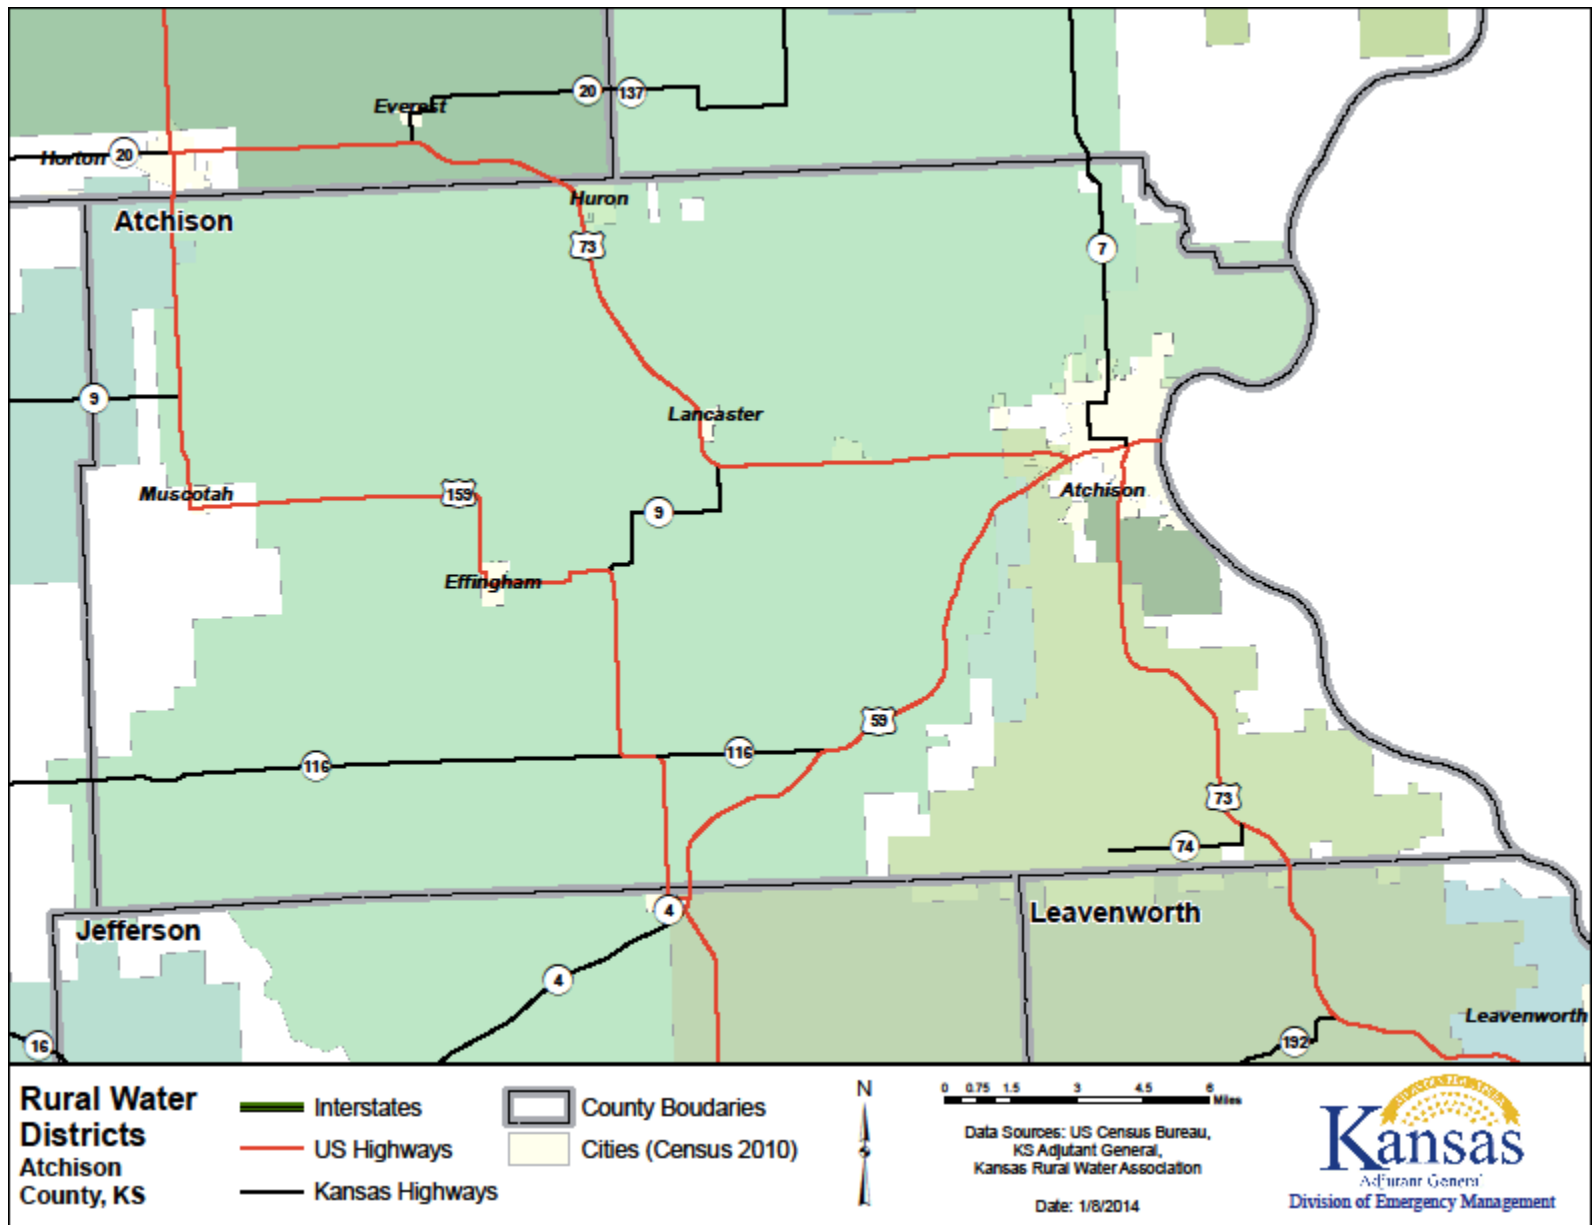 Everest
20
137
Horton
20
Atchison
Huron
73
7
9
Lancaster
Muscotah
159
9
Atchison
Effingham
59
116
116
73
74
4
Jefferson
Leavenworth
4
16
192
Leavenworth
Rural Water
Districts
Atchison
County, KS
Interstates
US Highways
Kansas Highways
County Boudaries
Cities (Census 2010)
N
0 0.75 1.5 3 4.5 6
Miles
Data Sources: US Census Bureau,
KS Adjutant General,
Kansas Rural Water Association
Date: 1/8/2014
Kansas
Adjutant General
Division of Emergency Management